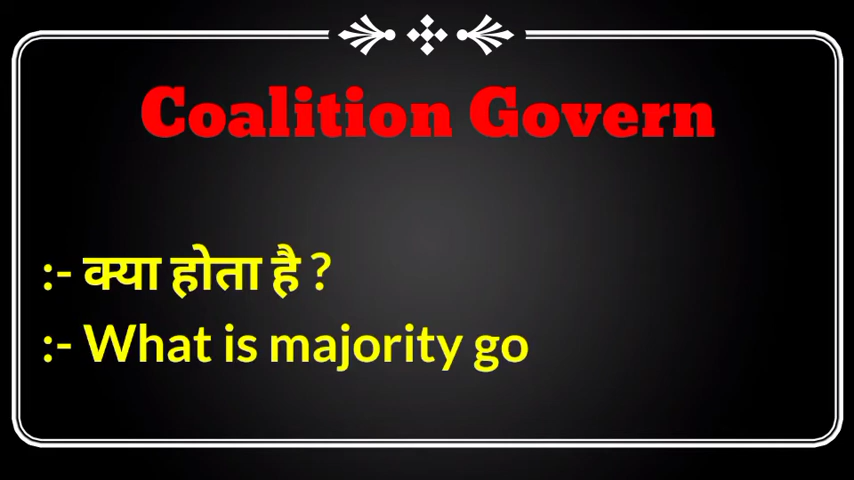 Coalition Govern
:- क्या होता है ?
:- What is majority go